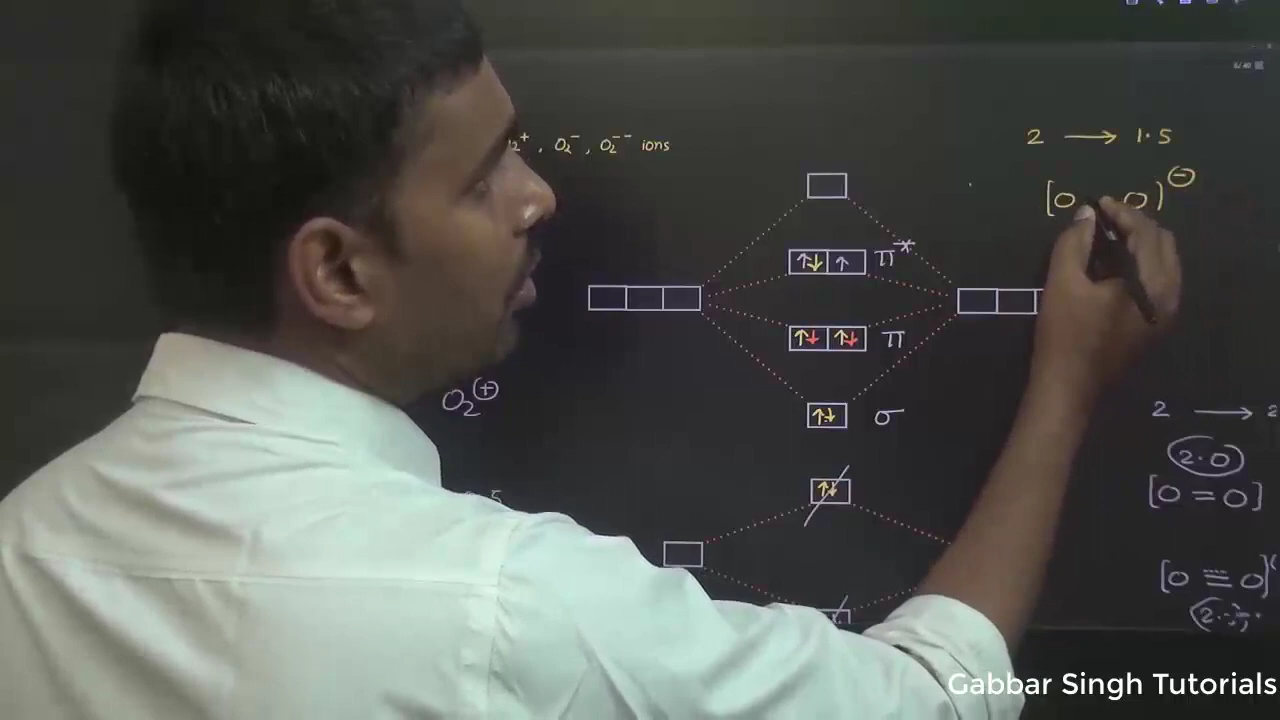 O₂⁻, O₂⁻⁻ ions
2 → 1.5
[O O)⊖
π*
π
O₂⊕
σ
2 →
2.0
[O = O]
[O = O]
Gabbar Singh Tutorials